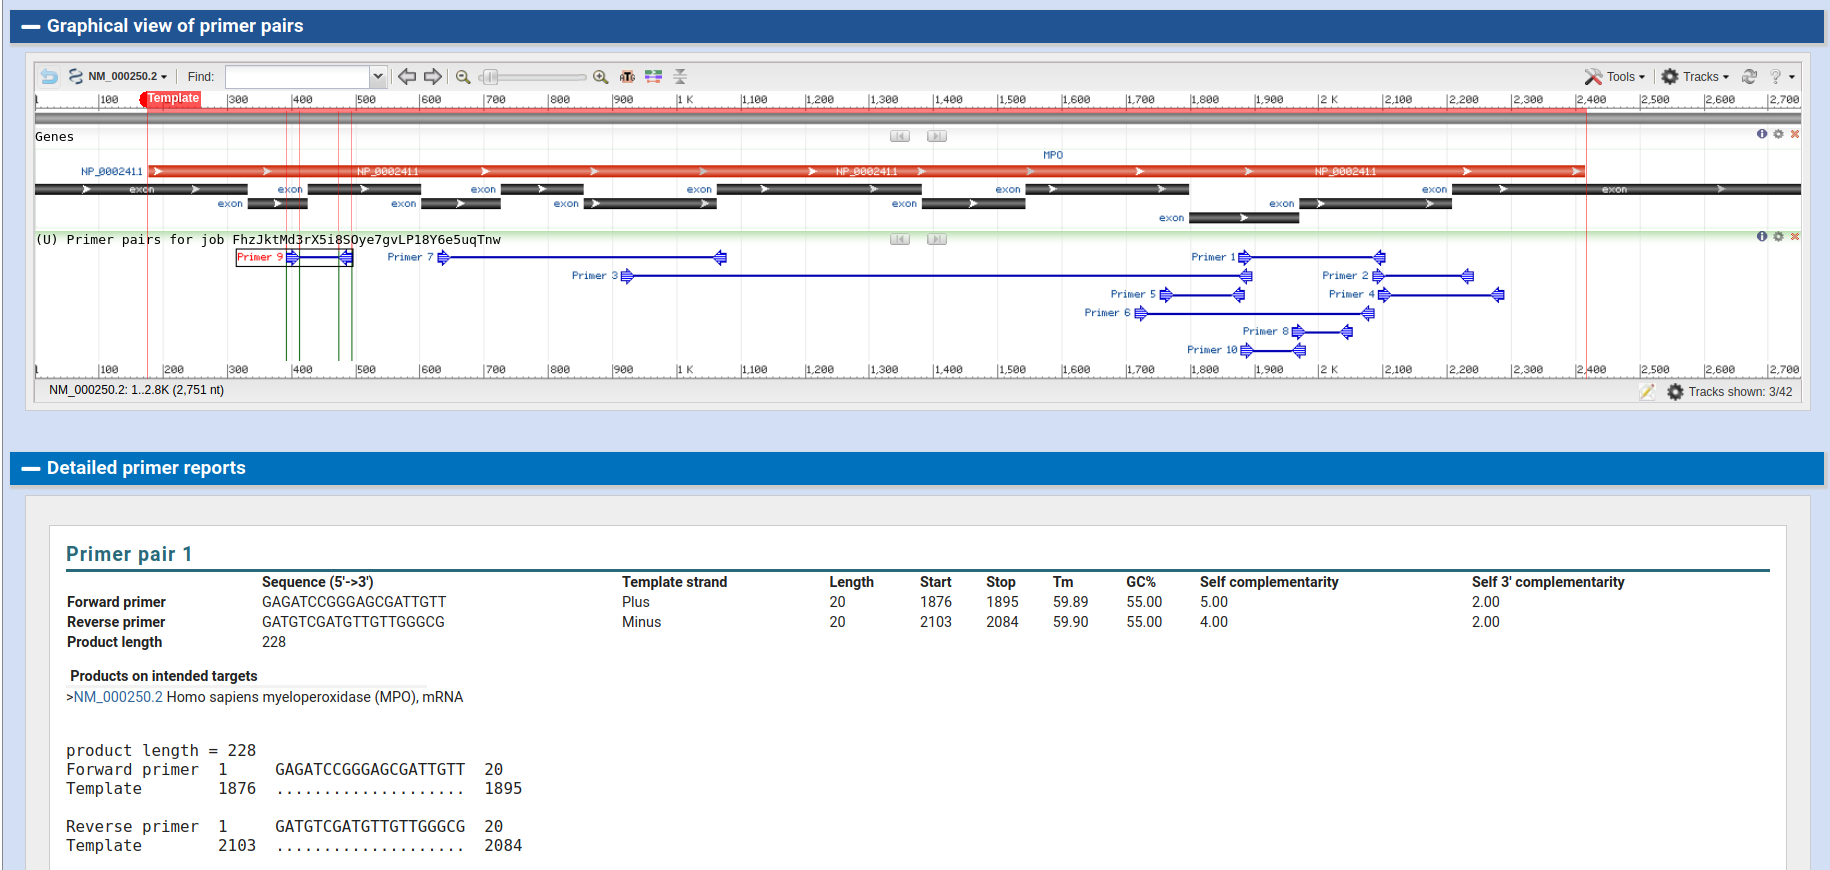 Graphical view of primer pairs
NM_000250.2 Find: Tools Tracks ?
1 100 Template 300 400 500 600 700 800 900 1 K 1,100 1,200 1,300 1,400 1,500 1,600 1,700 1,800 1,900 2 K 2,100 2,200 2,300 2,400 2,500 2,600 2,700
Genes
MPO
NP_000241.1 NP_000241.1 NP_000241.1 NP_000241.1
exon exon exon exon exon exon exon
exon exon exon exon exon
exon
(U) Primer pairs for job FhzJktMd3rX5i8SOye7gvLP18Y6e5uqTnw
Primer 9 Primer 7 Primer 1
Primer 3 Primer 2
Primer 5 Primer 4
Primer 6
Primer 8
Primer 10
1 100 200 300 400 500 600 700 800 900 1 K 1,100 1,200 1,300 1,400 1,500 1,600 1,700 1,800 1,900 2 K 2,100 2,200 2,300 2,400 2,500 2,600 2,700
NM_000250.2: 1..2.8K (2,751 nt) Tracks shown: 3/42
Detailed primer reports
Primer pair 1
Sequence (5'->3') Template strand Length Start Stop Tm GC% Self complementarity Self 3' complementarity
Forward primer GAGATCCGGGAGCGATTGTT Plus 20 1876 1895 59.89 55.00 5.00 2.00
Reverse primer GATGTCGATGTTGTTGGGCG Minus 20 2103 2084 59.90 55.00 4.00 2.00
Product length 228
Products on intended targets
>NM_000250.2 Homo sapiens myeloperoxidase (MPO), mRNA
product length = 228
Forward primer 1 GAGATCCGGGAGCGATTGTT 20
Template 1876 .................... 1895
Reverse primer 1 GATGTCGATGTTGTTGGGCG 20
Template 2103 .................... 2084